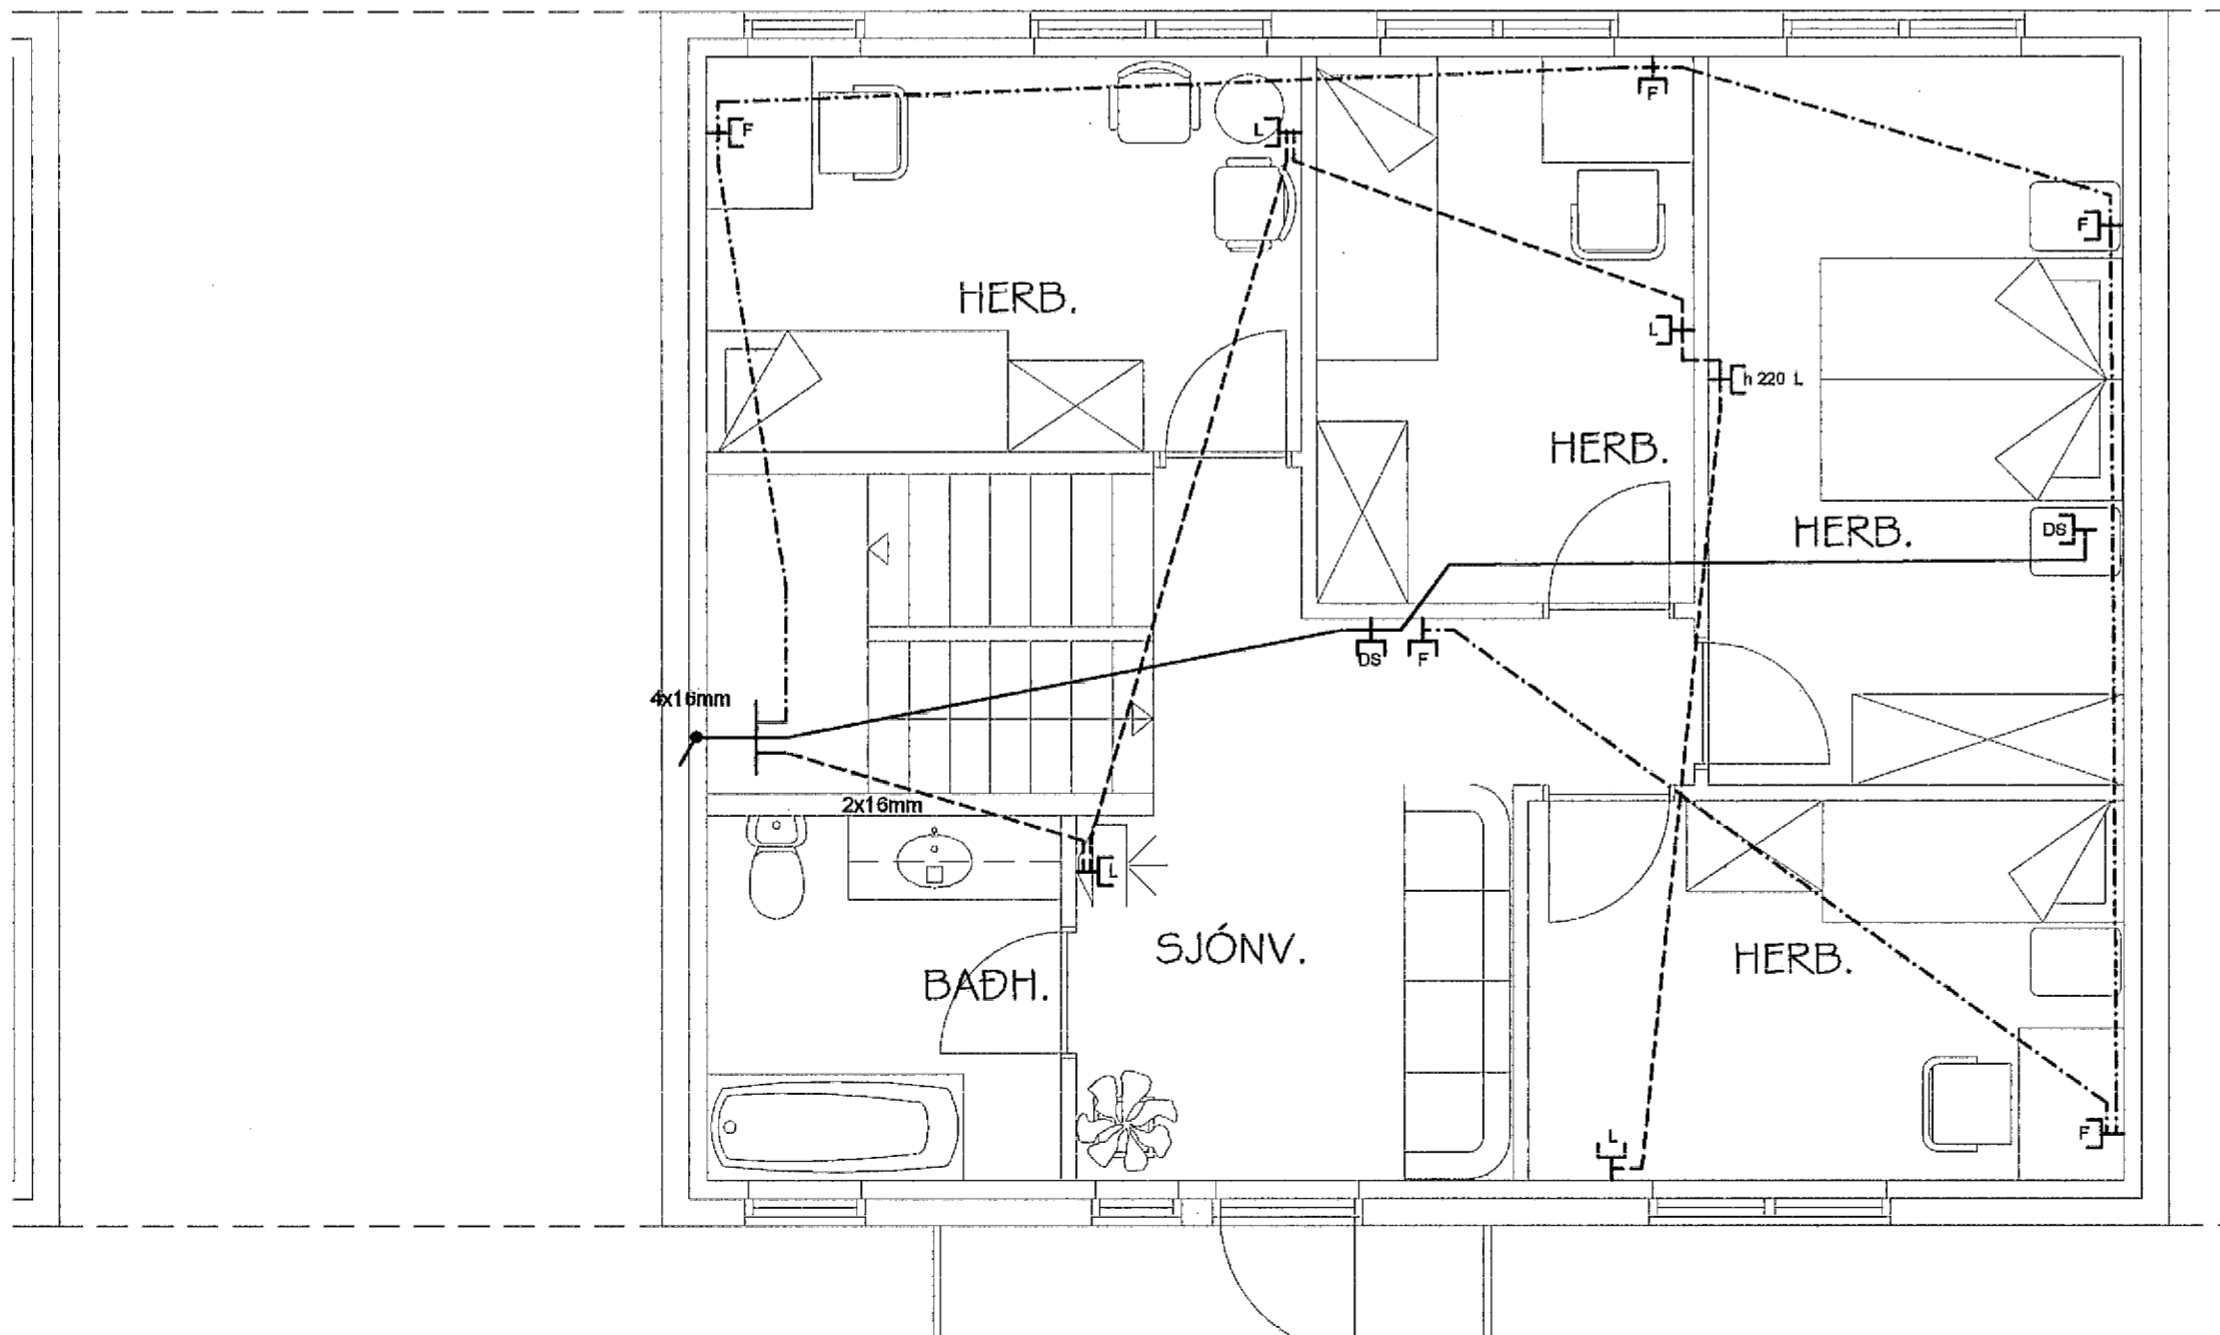 F
F
L
F
HERB.
L
h 220 L
HERB.
HERB.
DS
DS
F
4x16mm
2x16mm
L
SJÓNV.
HERB.
BAÐH.
F
L